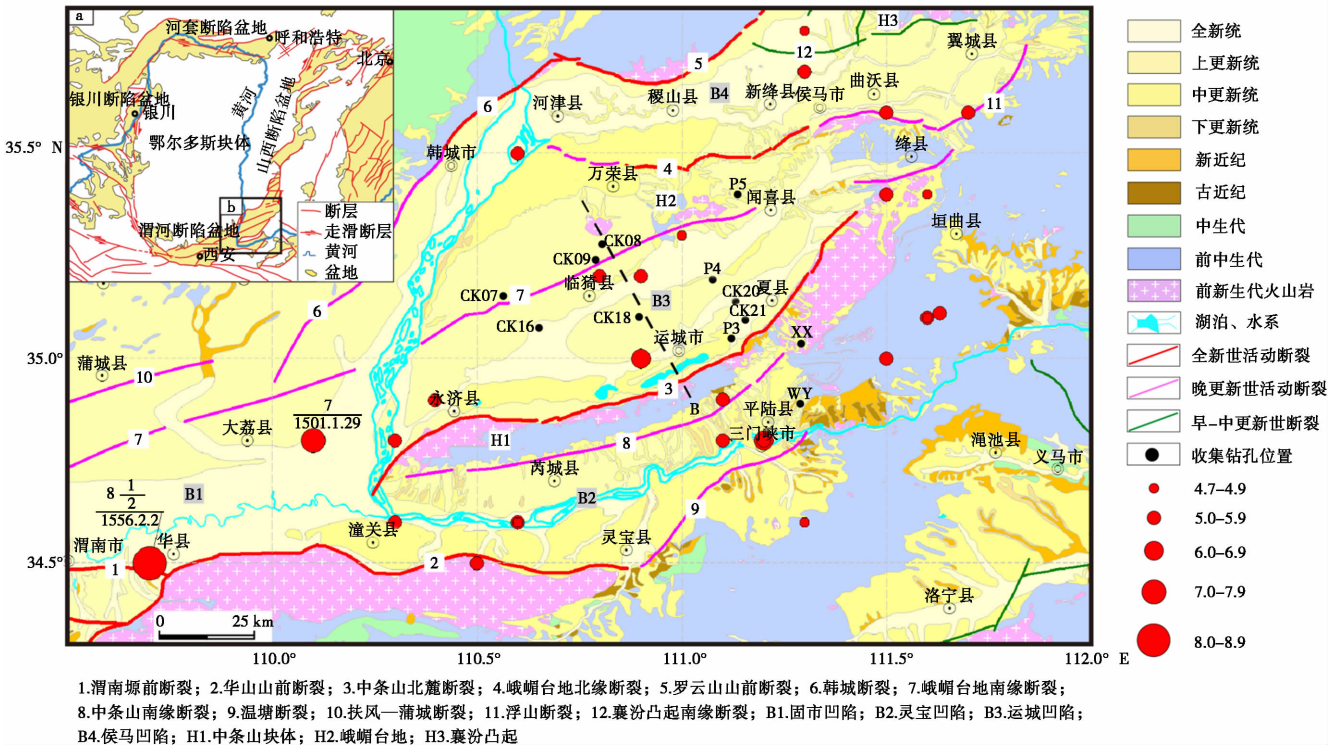 a
河套断陷盆地
呼和浩特
北京
黄河
山西断陷盆地
银川断陷盆地
银川
鄂尔多斯块体
b
渭河断陷盆地
西安
断层
走滑断层
黄河
盆地
H3
翼城县
12
5
B4
新绛县
侯马市
曲沃县
稷山县
河津县
6
11
35.5° N
韩城市
4
绛县
万荣县
H2
P5
闻喜县
垣曲县
CK08
CK09
临猗县
P4
CK07
7
B3
CK20
夏县
CK21
CK16
CK18
P3
运城市
XX
6
35.0°
蒲城县
10
3
B
WY
永济县
平陆县
7
1501.1.29
大荔县
7
H1
8
三门峡市
渑池县
义马市
芮城县
B1
B2
9
8 1/2
1556.2.2
潼关县
灵宝县
渭南市
华县
34.5°
1
2
洛宁县
0 25 km
110.0° 110.5° 111.0° 111.5° 112.0° E
全新统
上更新统
中更新统
下更新统
新近纪
古近纪
中生代
前中生代
前新生代火山岩
湖泊、水系
全新世活动断裂
晚更新世活动断裂
早–中更新世断裂
收集钻孔位置
4.7–4.9
5.0–5.9
6.0–6.9
7.0–7.9
8.0–8.9
1.渭南塬前断裂；2.华山山前断裂；3.中条山北麓断裂；4.峨嵋台地北缘断裂；5.罗云山山前断裂；6.韩城断裂；7.峨嵋台地南缘断裂；
8.中条山南缘断裂；9.温塘断裂；10.扶风—蒲城断裂；11.浮山断裂；12.襄汾凸起南缘断裂；B1.固市凹陷；B2.灵宝凹陷；B3.运城凹陷；
B4.侯马凹陷；H1.中条山块体；H2.峨嵋台地；H3.襄汾凸起